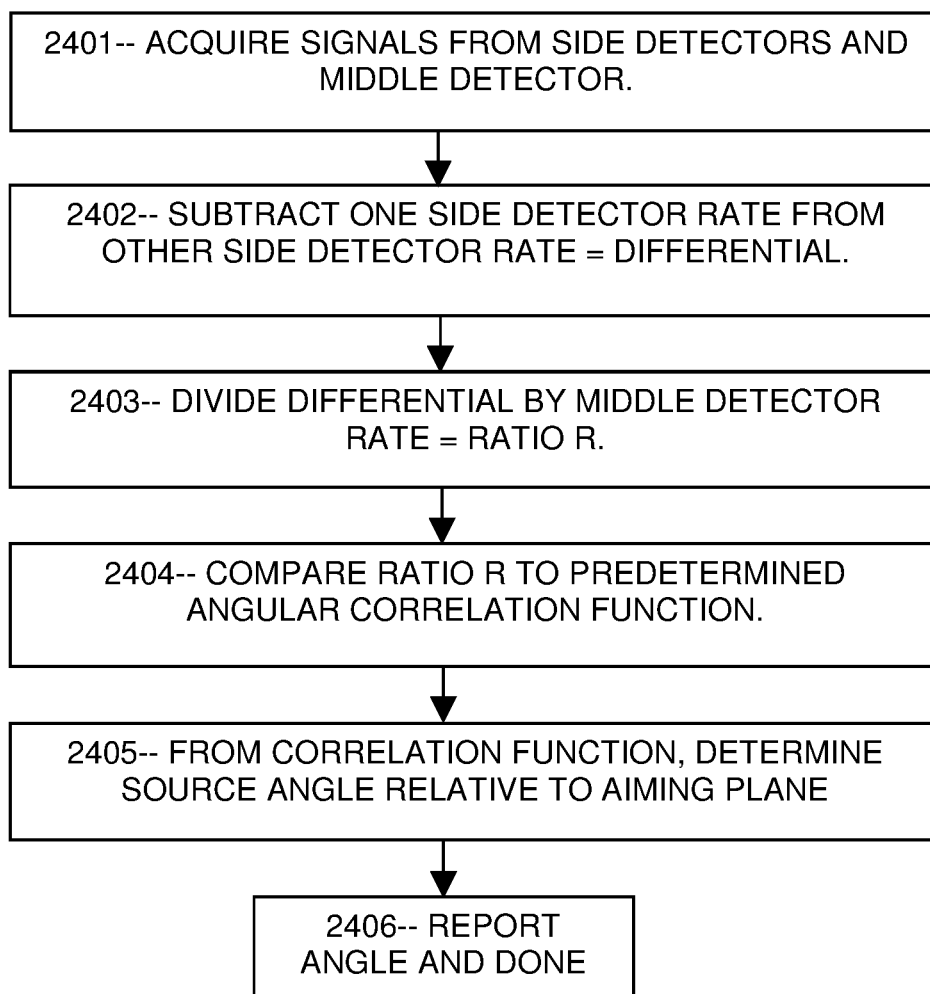 2401-- ACQUIRE SIGNALS FROM SIDE DETECTORS AND
MIDDLE DETECTOR.
2402-- SUBTRACT ONE SIDE DETECTOR RATE FROM
OTHER SIDE DETECTOR RATE = DIFFERENTIAL.
2403-- DIVIDE DIFFERENTIAL BY MIDDLE DETECTOR
RATE = RATIO R.
2404-- COMPARE RATIO R TO PREDETERMINED
ANGULAR CORRELATION FUNCTION.
2405-- FROM CORRELATION FUNCTION, DETERMINE
SOURCE ANGLE RELATIVE TO AIMING PLANE
2406-- REPORT
ANGLE AND DONE